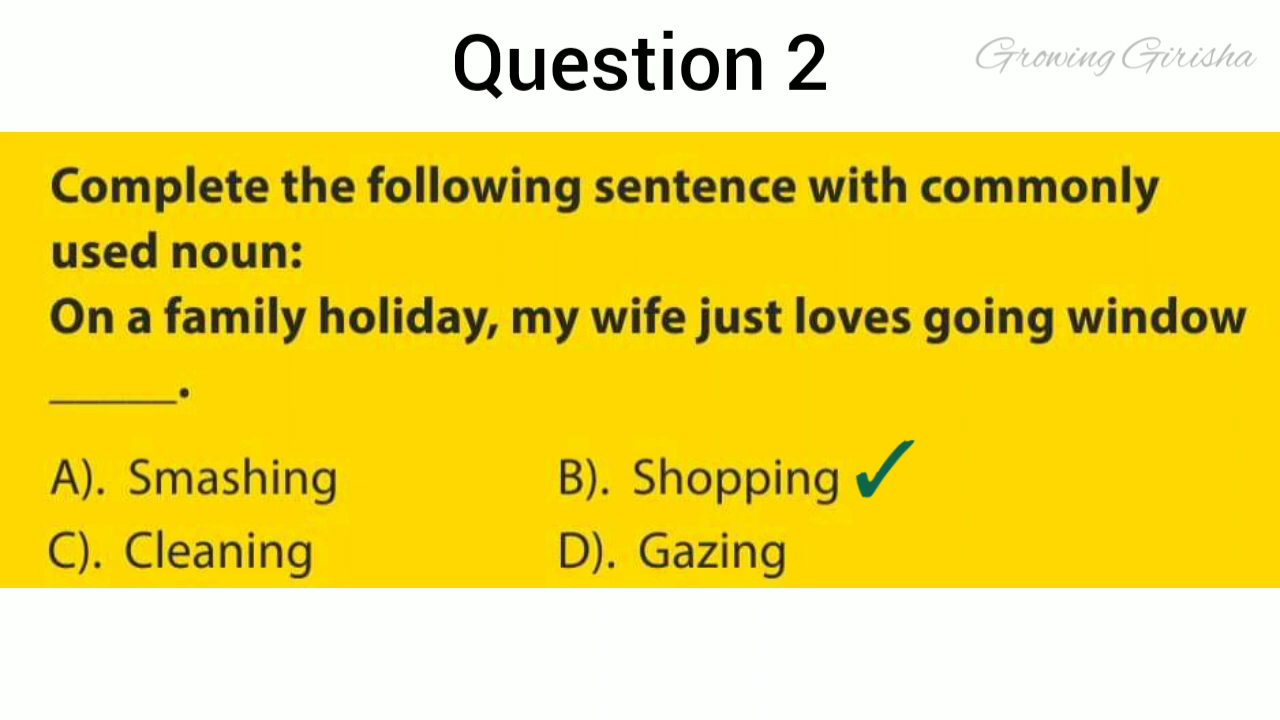 Question 2
Growing Girisha
Complete the following sentence with commonly
used noun:
On a family holiday, my wife just loves going window
_____.
A). Smashing B). Shopping ✓
C). Cleaning D). Gazing